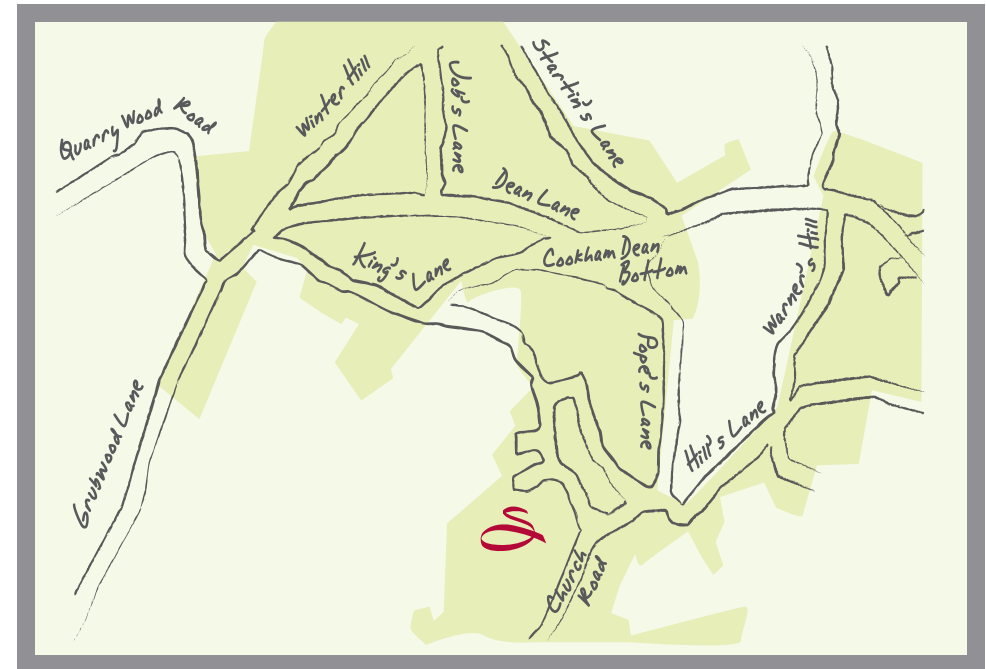 Quarry Wood Road
Winter Hill
Job's Lane
Startin's Lane
Dean Lane
King's Lane
Cookham Dean
Bottom
Warner's Hill
Pope's Lane
Hill's Lane
Grubwood Lane
Church
Road